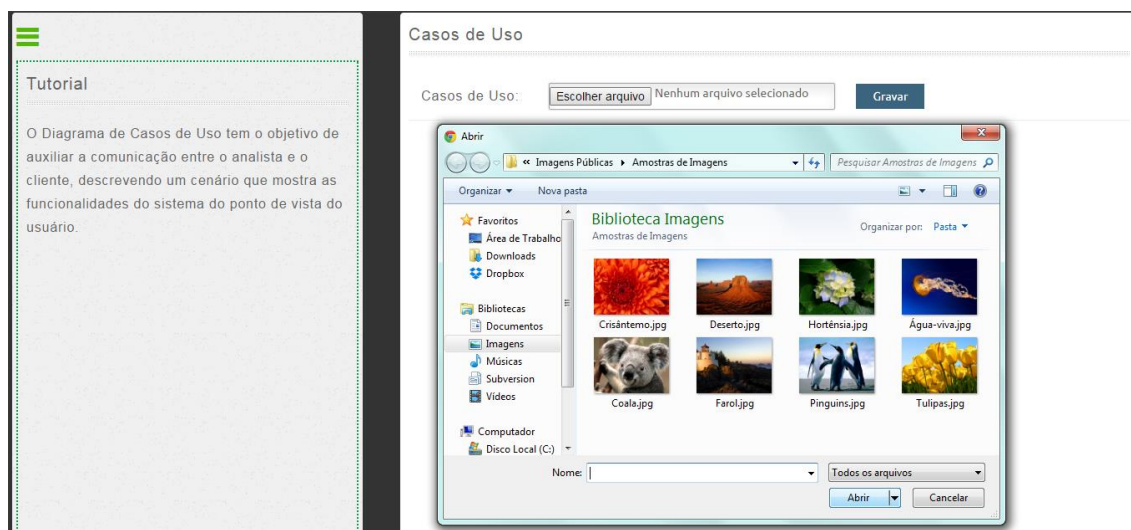 Tutorial
O Diagrama de Casos de Uso tem o objetivo de
auxiliar a comunicação entre o analista e o
cliente, descrevendo um cenário que mostra as
funcionalidades do sistema do ponto de vista do
usuário.
Casos de Uso
Casos de Uso: Escolher arquivo Nenhum arquivo selecionado Gravar
Abrir
« Imagens Públicas Amostras de Imagens Pesquisar Amostras de Imagens
Organizar Nova pasta
Favoritos
Área de Trabalho
Downloads
Dropbox
Bibliotecas
Documentos
Imagens
Músicas
Subversion
Vídeos
Computador
Disco Local (C:)
Biblioteca Imagens
Amostras de Imagens
Organizar por: Pasta
Crisântemo.jpg Deserto.jpg Hortênsia.jpg Água-viva.jpg
Coala.jpg Farol.jpg Pinguins.jpg Tulipas.jpg
Nome: Todos os arquivos
Abrir Cancelar